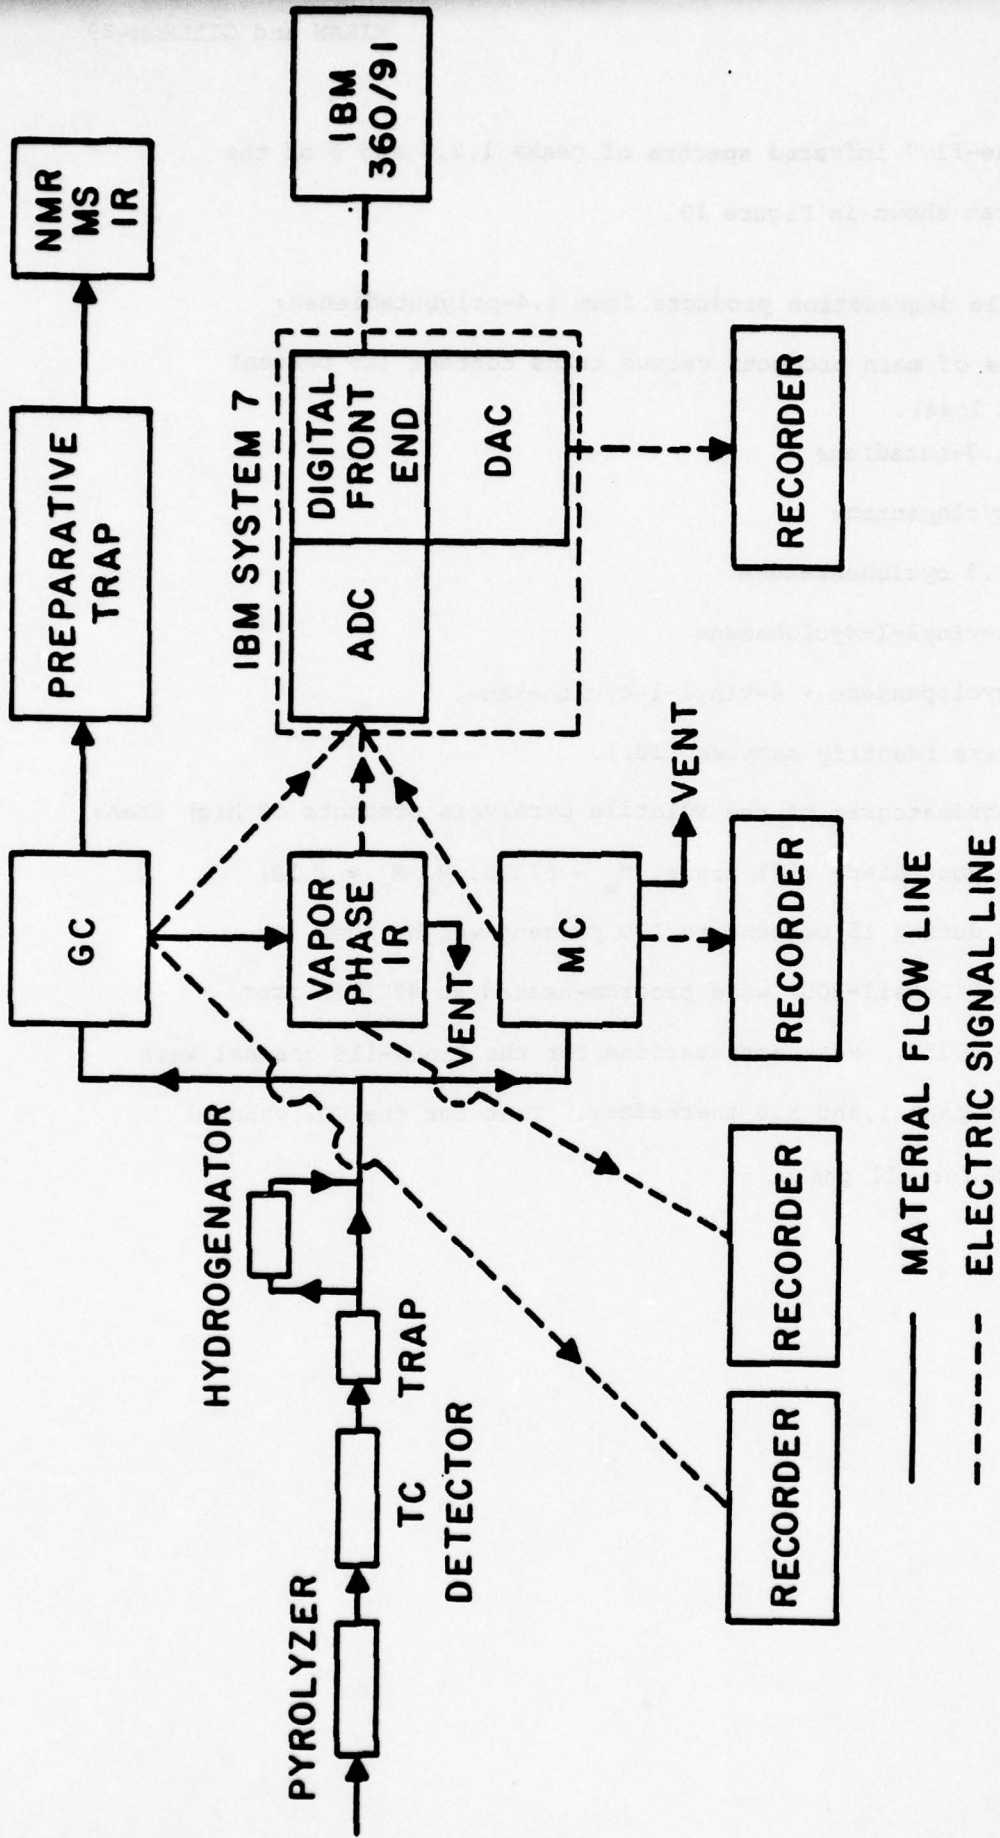 NMR
MS
IR
PREPARATIVE
TRAP
IBM
360/91
IBM SYSTEM 7
DIGITAL
FRONT
END
ADC
DAC
GC
VAPOR
PHASE
IR
VENT
MC
VENT
HYDROGENATOR
TRAP
TC
DETECTOR
PYROLYZER
RECORDER
RECORDER
RECORDER
RECORDER
MATERIAL FLOW LINE
ELECTRIC SIGNAL LINE